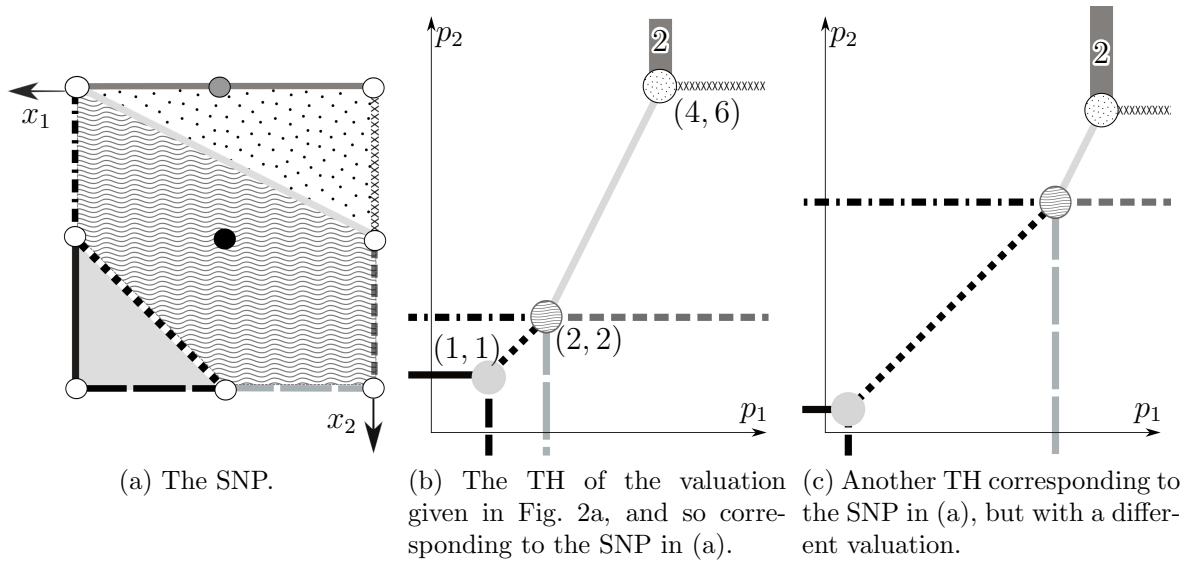 x₁
x₂
(a) The SNP.
p₂
2
(4, 6)
(1, 1)
(2, 2)
p₁
(b) The TH of the valuation
given in Fig. 2a, and so corre-
sponding to the SNP in (a).
p₂
2
p₁
(c) Another TH corresponding to
the SNP in (a), but with a differ-
ent valuation.